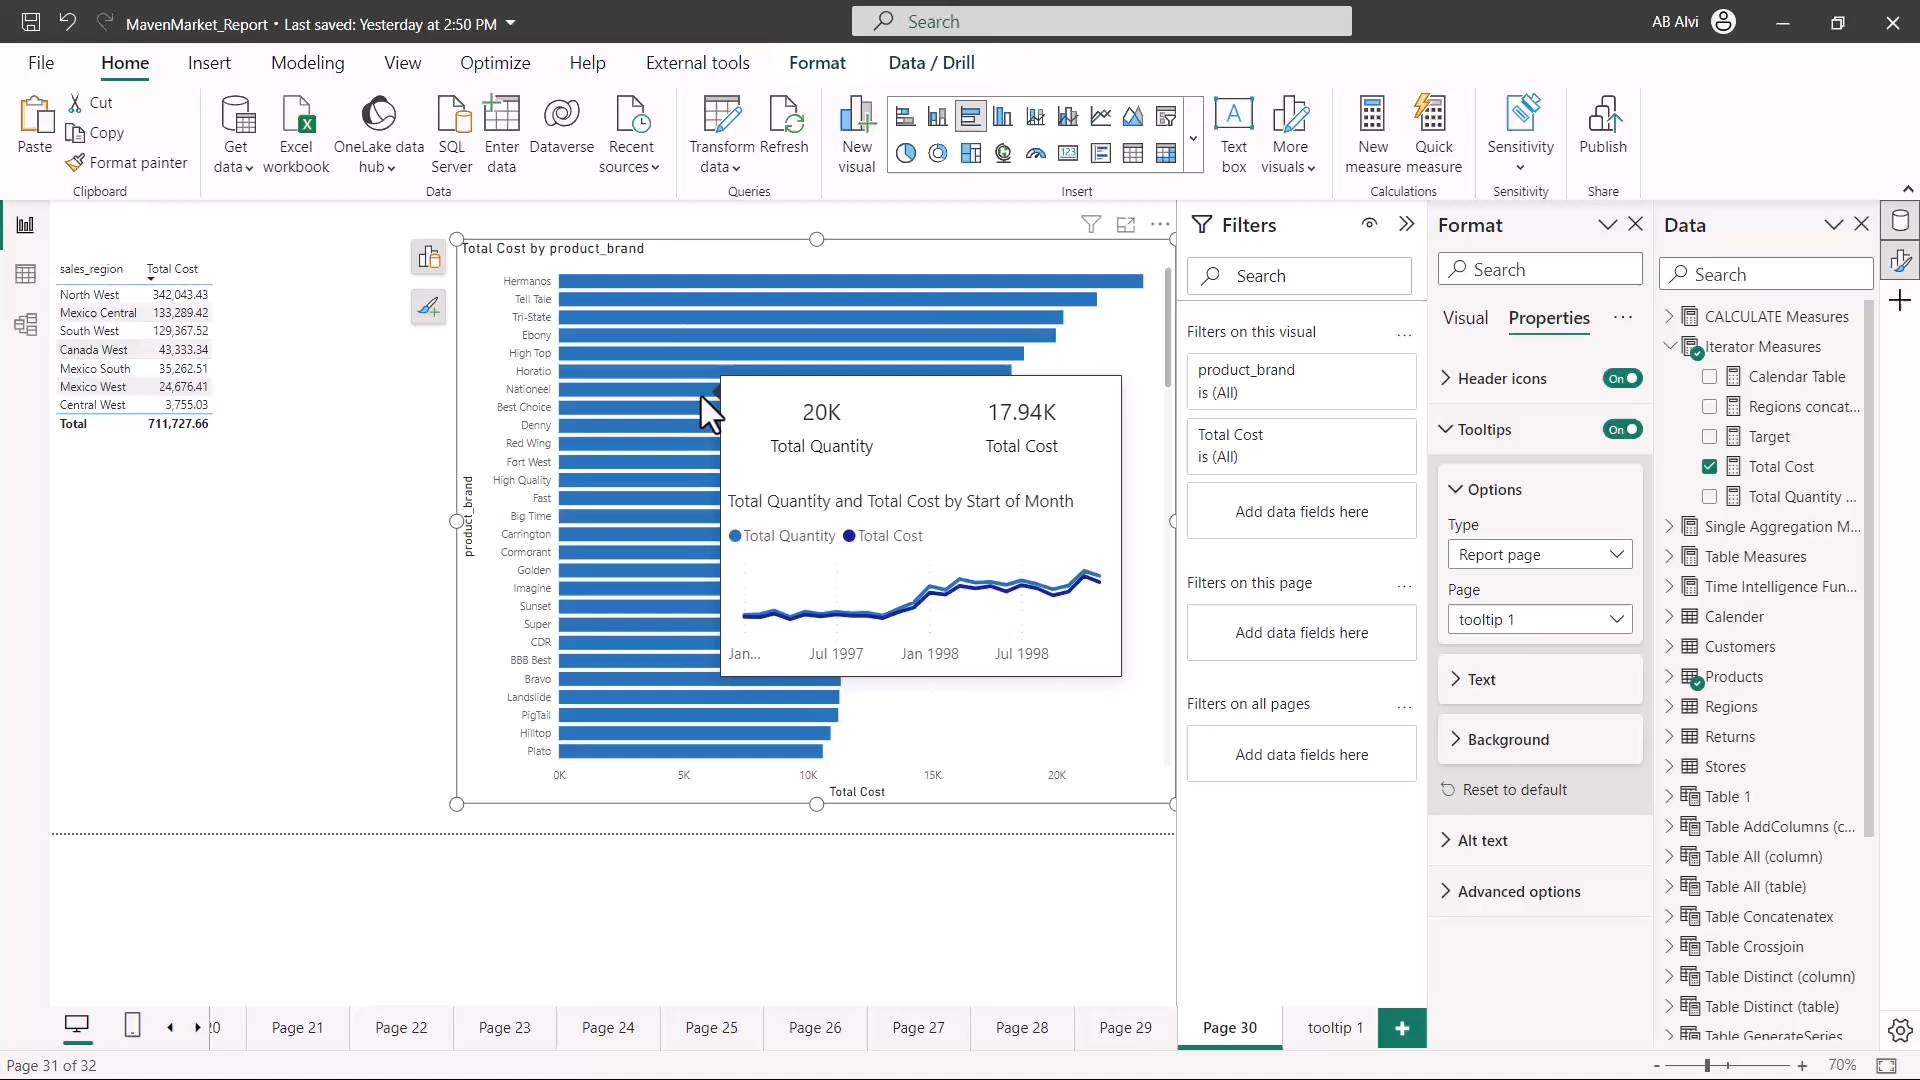 MavenMarket_Report • Last saved: Yesterday at 2:50 PM
Search
AB Alvi
File
Home
Insert
Modeling
View
Optimize
Help
External tools
Format
Data / Drill
Paste
Cut
Copy
Format painter
Clipboard
Get
data
Excel
workbook
OneLake data
hub
SQL
Server
Enter
data
Dataverse
Recent
sources
Data
Transform
data
Refresh
Queries
New
visual
123
Text
box
More
visuals
Insert
New
measure
Quick
measure
Calculations
Sensitivity
Sensitivity
Publish
Share
sales_region Total Cost
North West 342,043.43
Mexico Central 133,289.42
South West 129,367.52
Canada West 43,333.34
Mexico South 35,262.51
Mexico West 24,676.41
Central West 3,755.03
Total 711,727.66
Total Cost by product_brand
product_brand
Hermanos
Tell Tale
Tri-State
Ebony
High Top
Horatio
Nationeel
Best Choice
Denny
Red Wing
Fort West
High Quality
Fast
Big Time
Carrington
Cormorant
Golden
Imagine
Sunset
Super
CDR
BBB Best
Bravo
Landslide
PigTail
Hilltop
Plato
0K 5K 10K 15K 20K
Total Cost
20K
Total Quantity
17.94K
Total Cost
Total Quantity and Total Cost by Start of Month
Total Quantity Total Cost
Jan... Jul 1997 Jan 1998 Jul 1998
Filters
Search
Filters on this visual
product_brand
is (All)
Total Cost
is (All)
Add data fields here
Filters on this page
Add data fields here
Filters on all pages
Add data fields here
Format
Search
Visual
Properties
Header icons
On
Tooltips
On
Options
Type
Report page
Page
tooltip 1
Text
Background
Reset to default
Alt text
Advanced options
Data
Search
CALCULATE Measures
Iterator Measures
Calendar Table
Regions concat...
Target
Total Cost
Total Quantity ...
Single Aggregation M...
Table Measures
Time Intelligence Fun...
Calender
Customers
Products
Regions
Returns
Stores
Table 1
Table AddColumns (c...
Table All (column)
Table All (table)
Table Concatenatex
Table Crossjoin
Table Distinct (column)
Table Distinct (table)
Table GenerateSeries
20
Page 21
Page 22
Page 23
Page 24
Page 25
Page 26
Page 27
Page 28
Page 29
Page 30
tooltip 1
Page 31 of 32
70%